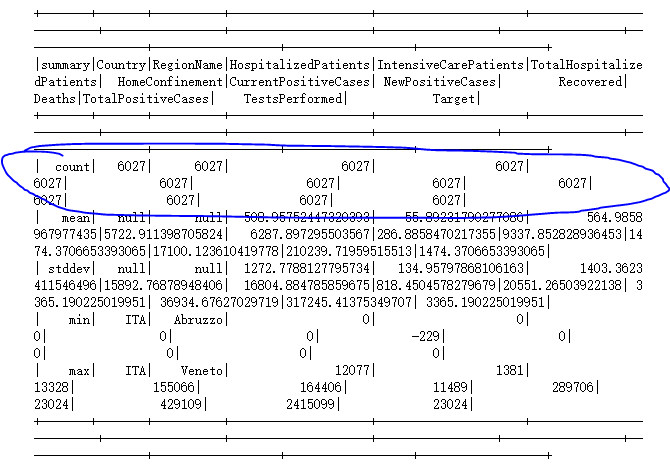 |summary|Country|RegionName|HospitalizedPatients|IntensiveCarePatients|TotalHospitalize
dPatients| HomeConfinement|CurrentPositiveCases| NewPositiveCases| Recovered|
Deaths|TotalPositiveCases| TestsPerformed| Target|
| count| 6027| 6027| 6027| 6027|
6027| 6027| 6027| 6027| 6027|
6027| 6027| 6027| 6027|
| mean| null| null| 508.95752447320393| 55.89231790277086| 564.9858
967977435|5722.911398705824| 6287.897295503567|286.8858470217355|9337.852828936453|14
74.3706653393065|17100.123610419778|210239.71959515513|1474.3706653393065|
| stddev| null| null| 1272.7788127795734| 134.95797868106163| 1403.3623
411546496|15892.76878948406| 16804.884785859675|818.4504578279679|20551.26503922138| 3
365.190225019951| 36934.67627029719|317245.41375349707| 3365.190225019951|
| min| ITA| Abruzzo| 0| 0|
0| 0| 0| -229| 0|
0| 0| 0| 0|
| max| ITA| Veneto| 12077| 1381|
13328| 155066| 164406| 11489| 289706|
23024| 429109| 2415099| 23024|